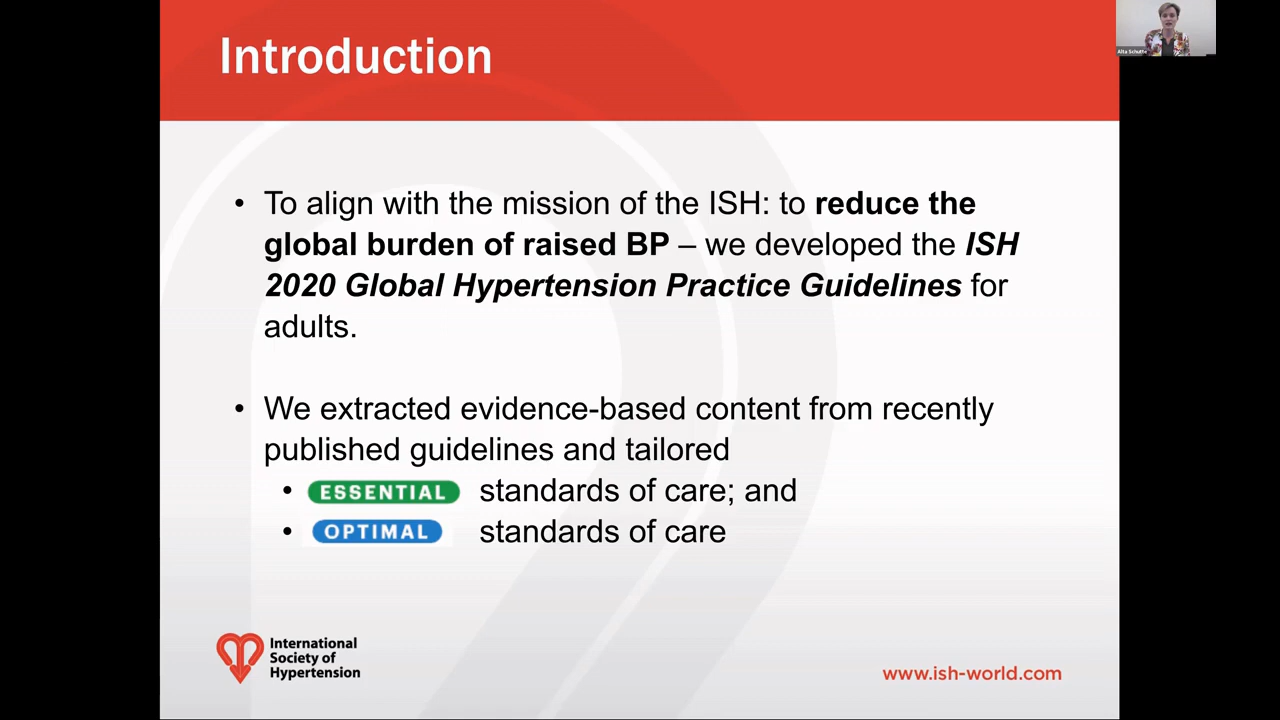 Introduction
Alta Schutte
• To align with the mission of the ISH: to reduce the
global burden of raised BP – we developed the ISH
2020 Global Hypertension Practice Guidelines for
adults.
• We extracted evidence-based content from recently
published guidelines and tailored
• ESSENTIAL standards of care; and
• OPTIMAL standards of care
International
Society of
Hypertension
www.ish-world.com